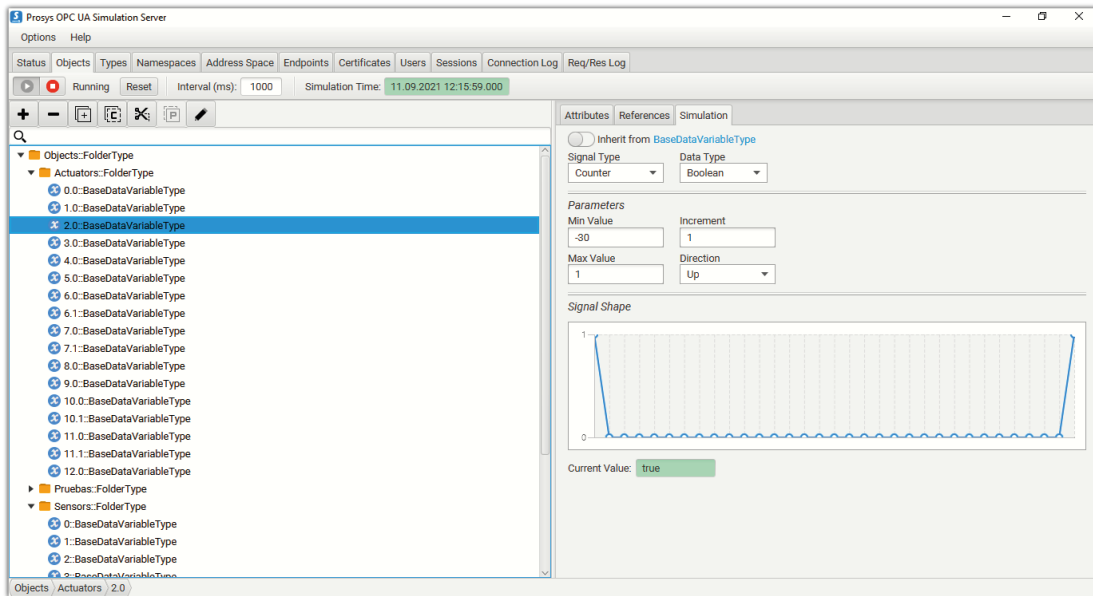 Prosys OPC UA Simulation Server
Options Help
Status Objects Types Namespaces Address Space Endpoints Certificates Users Sessions Connection Log Req/Res Log
Running Reset Interval (ms): 1000 Simulation Time: 11.09.2021 12:15:59.000
Objects::FolderType
Actuators::FolderType
0.0::BaseDataVariableType
1.0::BaseDataVariableType
2.0::BaseDataVariableType
3.0::BaseDataVariableType
4.0::BaseDataVariableType
5.0::BaseDataVariableType
6.0::BaseDataVariableType
6.1::BaseDataVariableType
7.0::BaseDataVariableType
7.1::BaseDataVariableType
8.0::BaseDataVariableType
9.0::BaseDataVariableType
10.0::BaseDataVariableType
10.1::BaseDataVariableType
11.0::BaseDataVariableType
11.1::BaseDataVariableType
12.0::BaseDataVariableType
Pruebas::FolderType
Sensors::FolderType
0::BaseDataVariableType
1::BaseDataVariableType
2::BaseDataVariableType
3::BaseDataVariableType
Objects Actuators 2.0
Attributes References Simulation
Inherit from BaseDataVariableType
Signal Type Data Type
Counter Boolean
Parameters
Min Value Increment
-30 1
Max Value Direction
1 Up
Signal Shape
1
0
Current Value: true